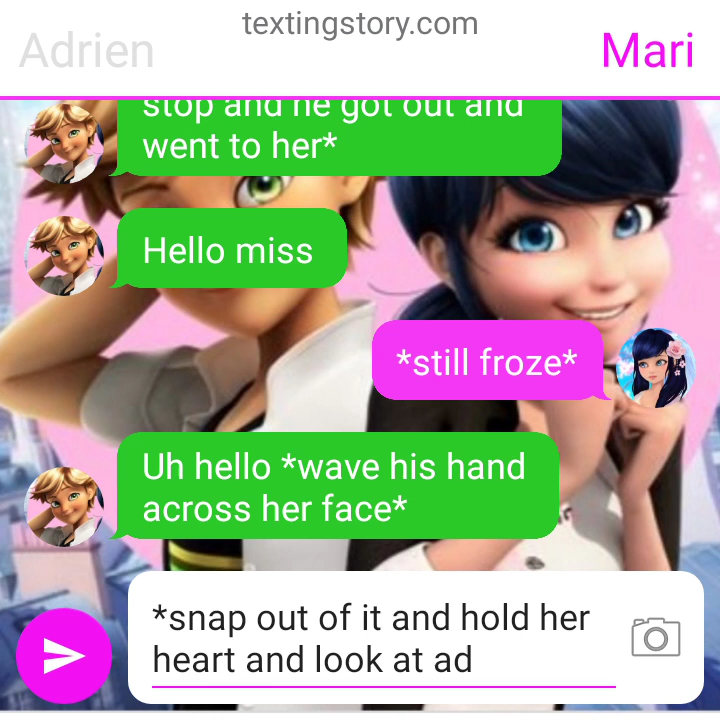 textingstory.com
Adrien
Mari
stop and he got out and
went to her*
Hello miss
*still froze*
Uh hello *wave his hand
across her face*
*snap out of it and hold her
heart and look at ad